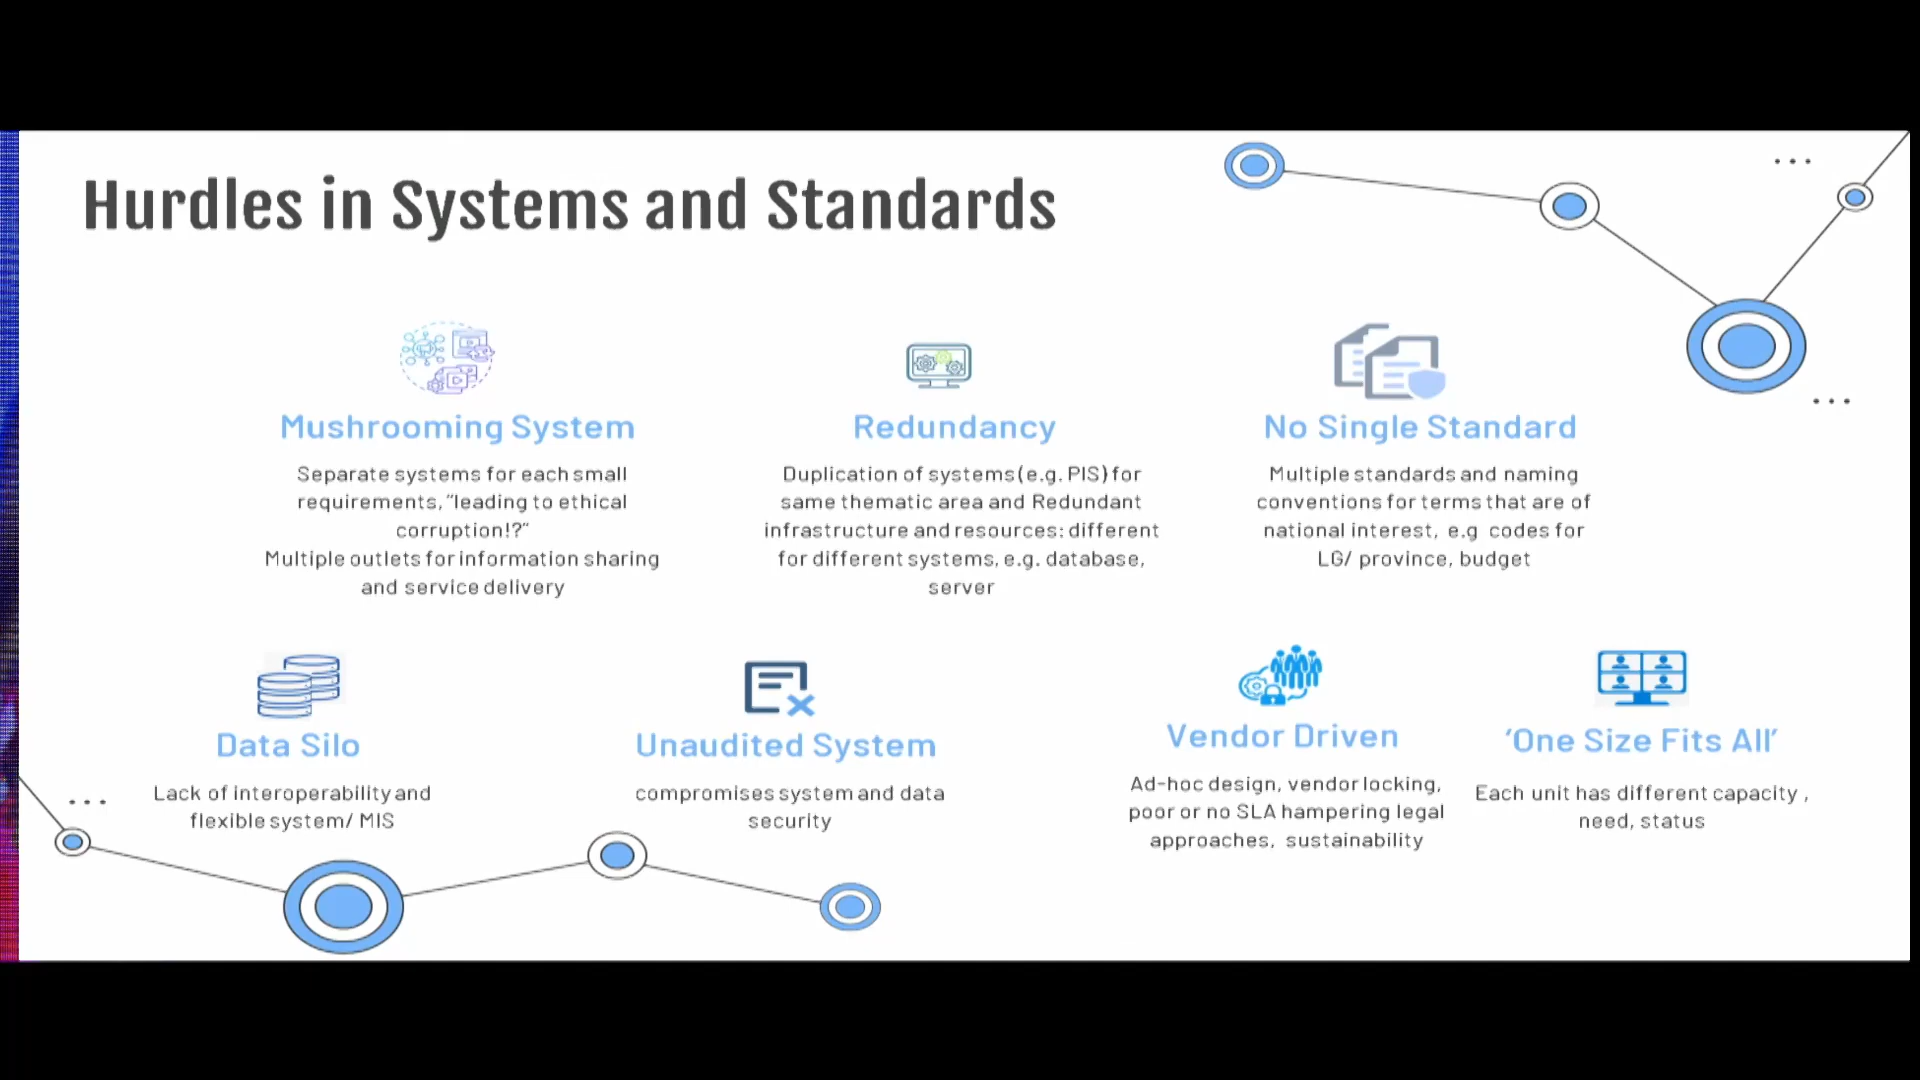 Hurdles in Systems and Standards
Mushrooming System
Separate systems for each small
requirements, “leading to ethical
corruption!?”
Multiple outlets for information sharing
and service delivery
Redundancy
Duplication of systems (e.g. PIS) for
same thematic area and Redundant
infrastructure and resources: different
for different systems, e.g. database,
server
No Single Standard
Multiple standards and naming
conventions for terms that are of
national interest, e.g codes for
LG/ province, budget
Data Silo
Lack of interoperability and
flexible system/ MIS
Unaudited System
compromises system and data
security
Vendor Driven
Ad-hoc design, vendor locking,
poor or no SLA hampering legal
approaches, sustainability
‘One Size Fits All’
Each unit has different capacity ,
need, status